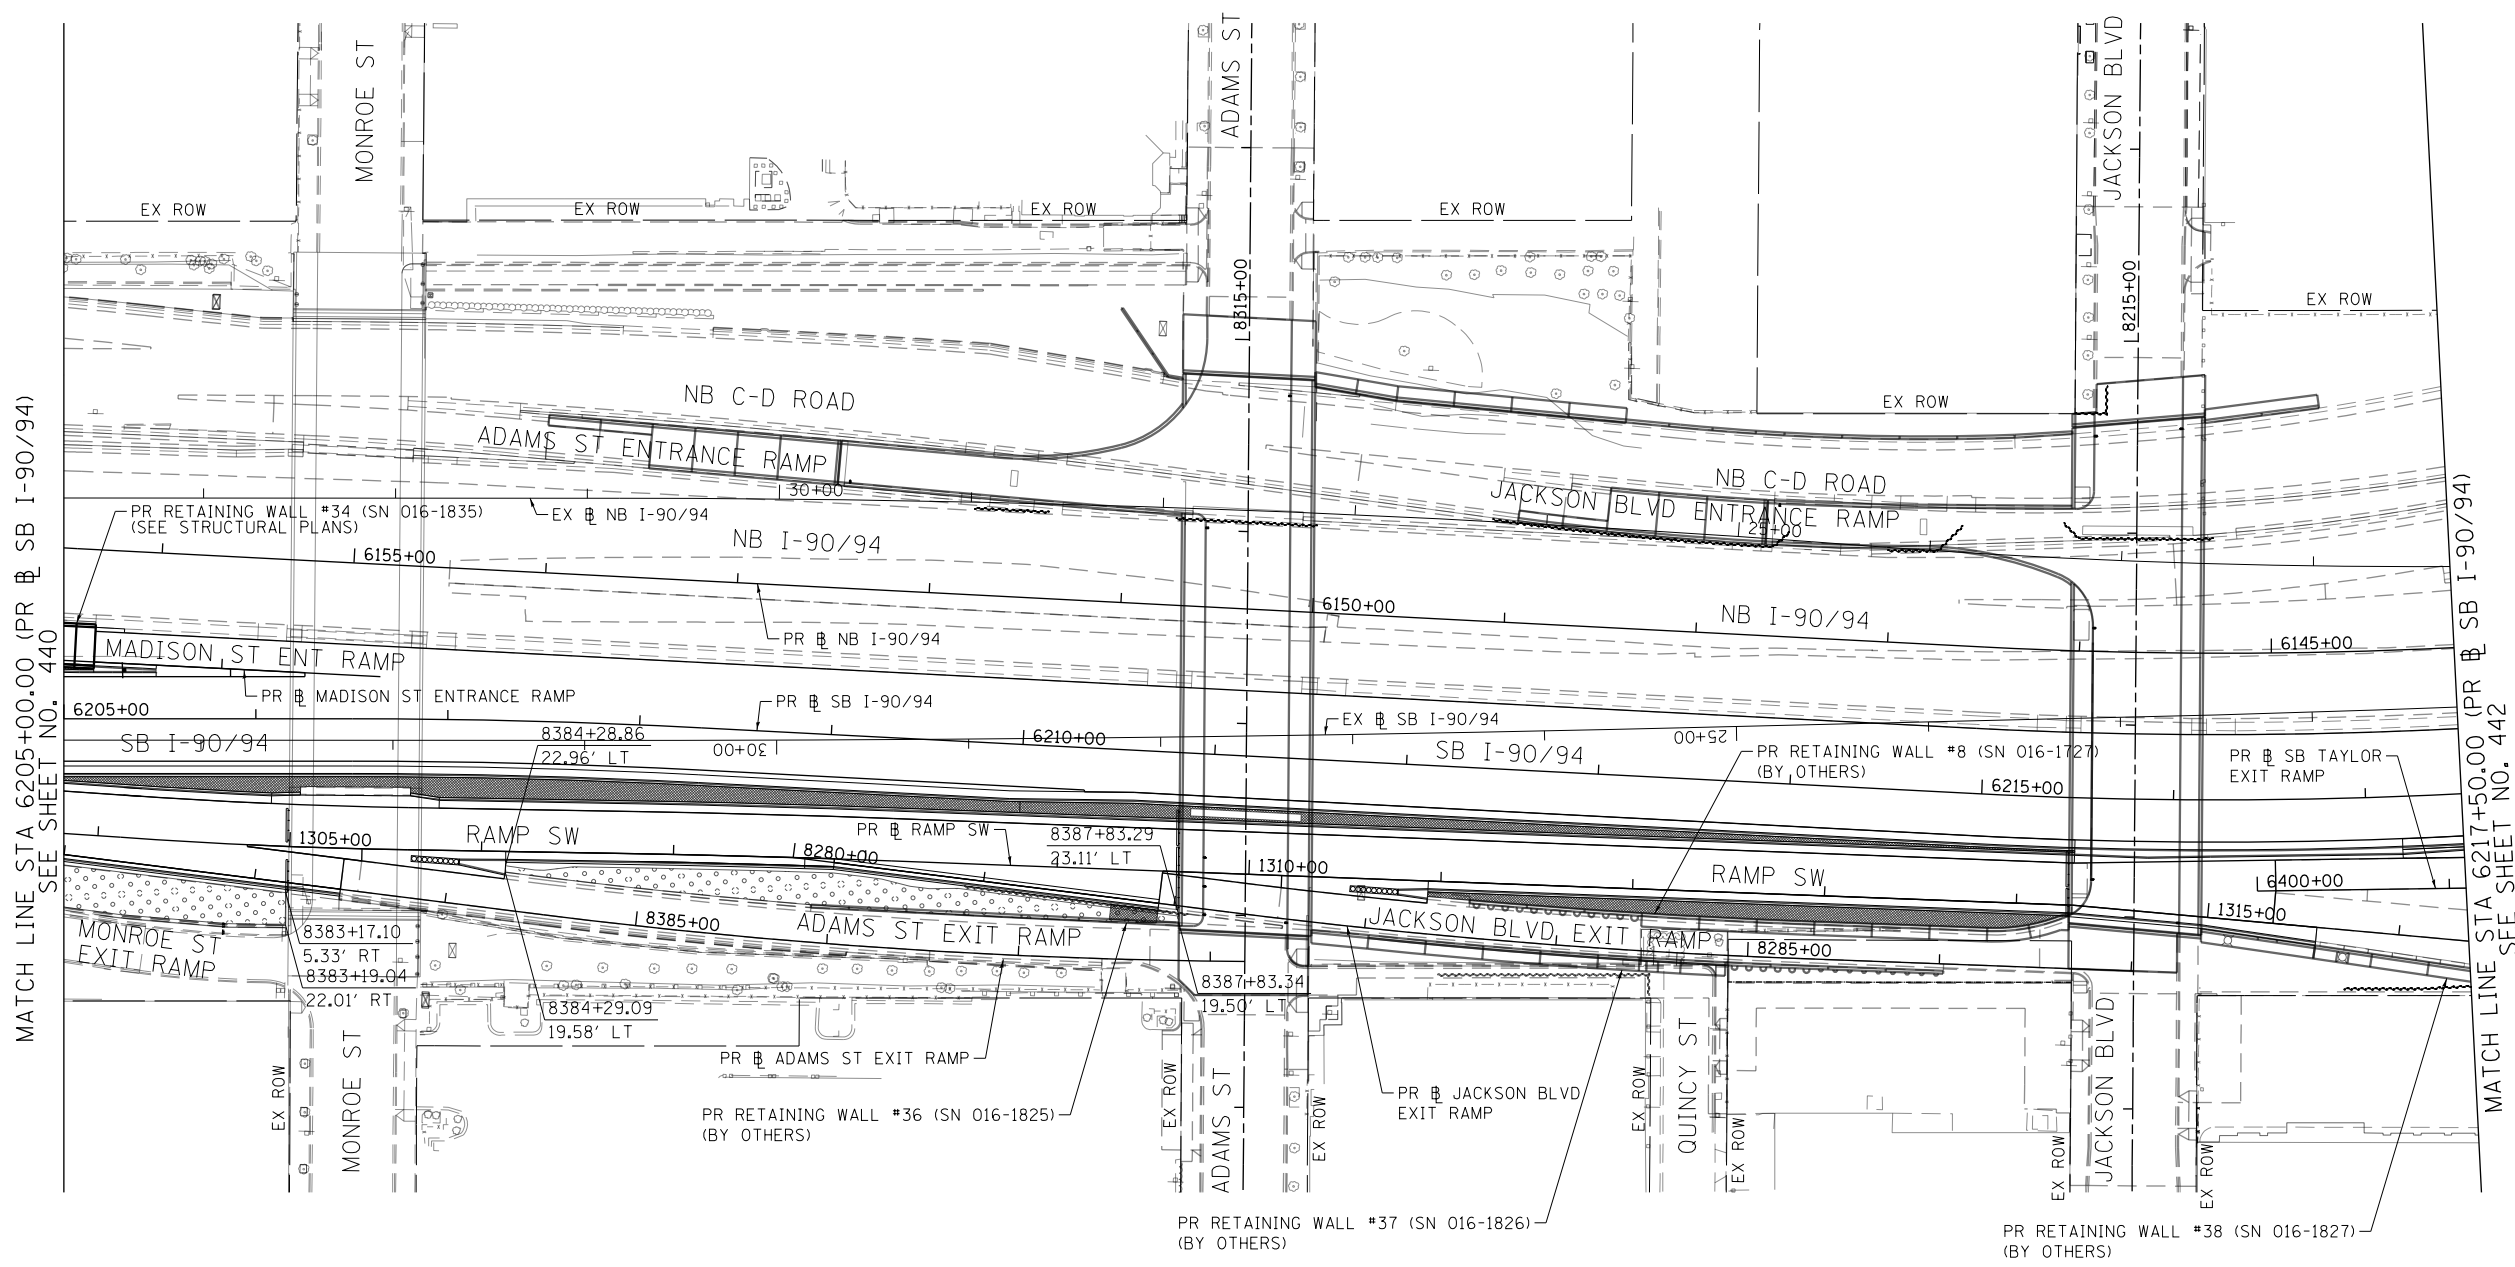 MONROE ST
ADAMS ST
JACKSON BLVD
EX ROW
EX ROW
EX ROW
EX ROW
EX ROW
EX ROW
8315+00
8215+00
NB C-D ROAD
ADAMS ST ENTRANCE RAMP
NB C-D ROAD
JACKSON BLVD ENTRANCE RAMP
30+00
25+00
PR RETAINING WALL #34 (SN 016-1835)
(SEE STRUCTURAL PLANS)
EX BL NB I-90/94
NB I-90/94
6155+00
6150+00
NB I-90/94
6145+00
PR BL NB I-90/94
MADISON ST ENT RAMP
PR BL MADISON ST ENTRANCE RAMP
6205+00
PR BL SB I-90/94
EX BL SB I-90/94
SB I-90/94
8384+28.86
22.96' LT
30+00
6210+00
SB I-90/94
25+00
PR RETAINING WALL #8 (SN 016-1727)
(BY OTHERS)
PR BL SB TAYLOR
EXIT RAMP
6215+00
1305+00
RAMP SW
PR BL RAMP SW
8387+83.29
23.11' LT
8280+00
1310+00
RAMP SW
6400+00
1315+00
MONROE ST
EXIT RAMP
8383+17.10
5.33' RT
8383+19.04
22.01' RT
8385+00
ADAMS ST EXIT RAMP
JACKSON BLVD EXIT RAMP
8285+00
8387+83.34
19.50' LT
8384+29.09
19.58' LT
PR BL ADAMS ST EXIT RAMP
PR BL JACKSON BLVD
EXIT RAMP
PR RETAINING WALL #36 (SN 016-1825)
(BY OTHERS)
EX ROW
MONROE ST
EX ROW
ADAMS ST
EX ROW
EX ROW
QUINCY ST
EX ROW
EX ROW
JACKSON BLVD
EX ROW
PR RETAINING WALL #37 (SN 016-1826)
(BY OTHERS)
PR RETAINING WALL #38 (SN 016-1827)
(BY OTHERS)
MATCH LINE STA 6205+00.00 (PR BL SB I-90/94)
SEE SHEET NO. 440
MATCH LINE STA 6217+50.00 (PR BL SB I-90/94)
SEE SHEET NO. 442